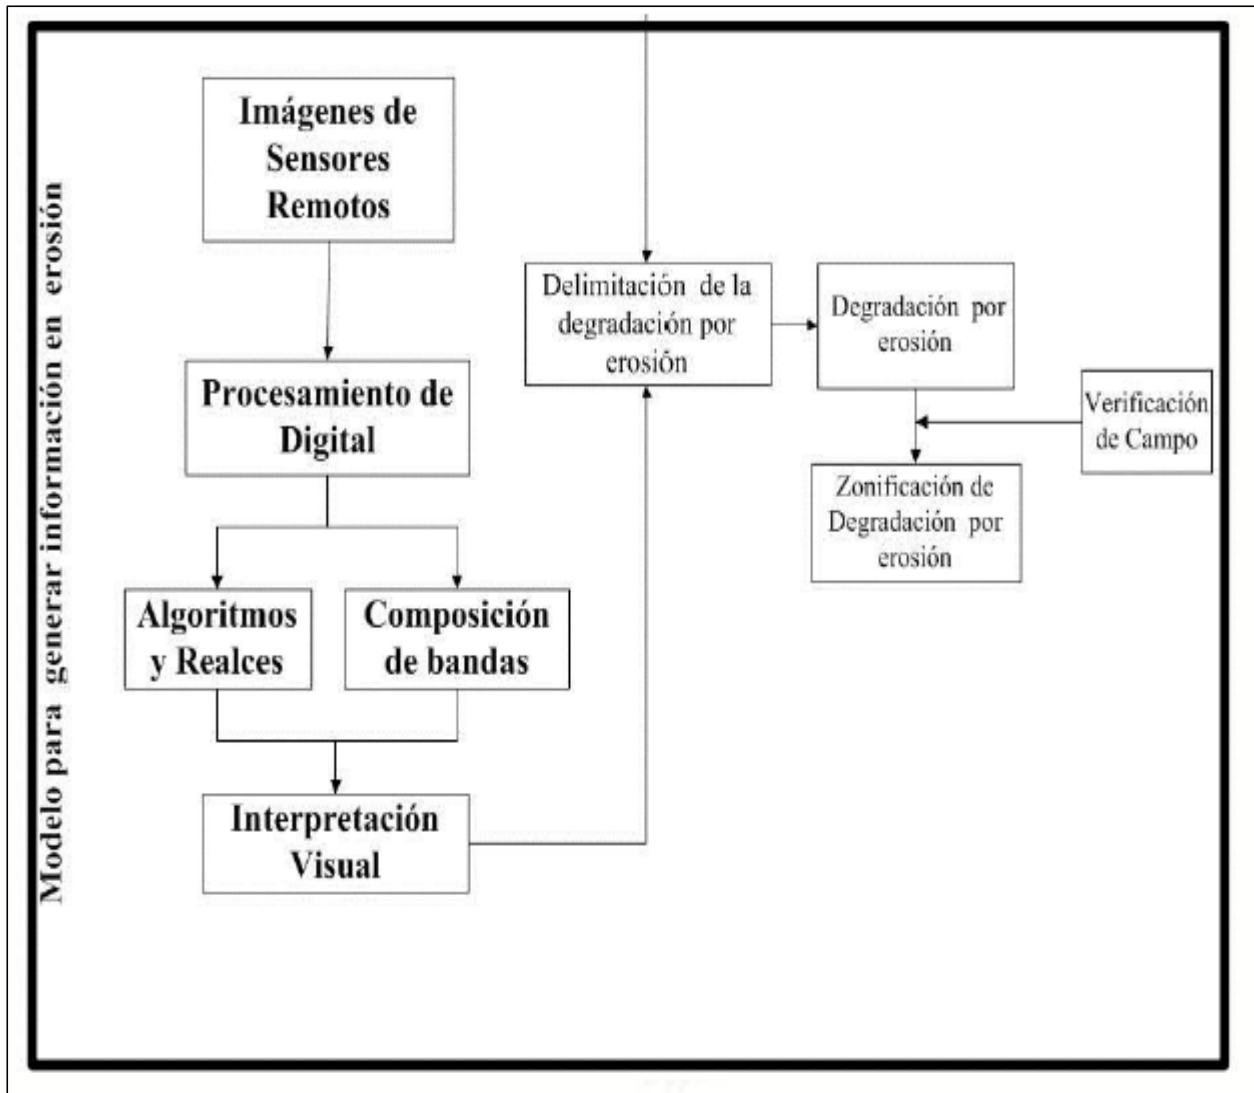 Modelo para generar información en erosión
Imágenes de
Sensores
Remotos
Procesamiento de
Digital
Algoritmos
y Realces
Composición
de bandas
Interpretación
Visual
Delimitación de la
degradación por
erosión
Degradación por
erosión
Verificación
de Campo
Zonificación de
Degradación por
erosión